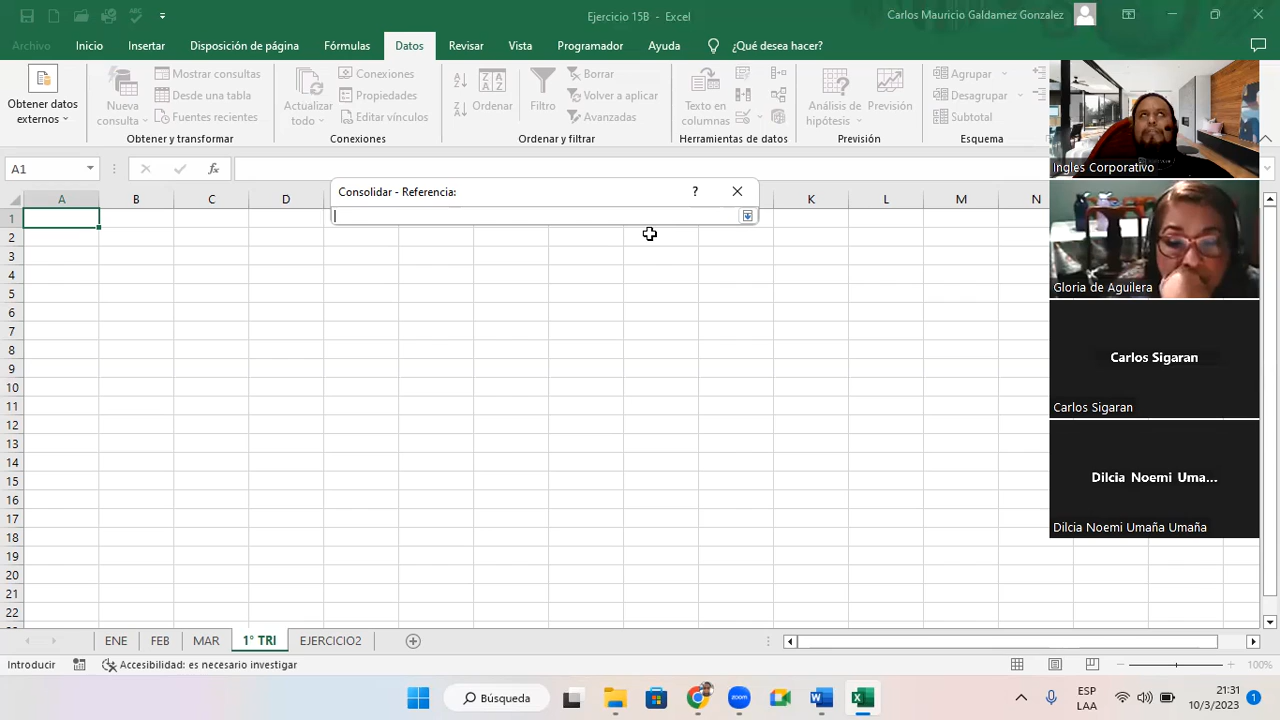 Ejercicio 15B - Excel
Carlos Mauricio Galdamez Gonzalez
Archivo Inicio Insertar Disposición de página Fórmulas Datos Revisar Vista Programador Ayuda ¿Qué desea hacer?
Obtener datos externos
Nueva consulta
Mostrar consultas
Desde una tabla
Fuentes recientes
Obtener y transformar
Actualizar todo
Conexiones
Propiedades
Editar vínculos
Conexiones
Ordenar
Filtro
Borrar
Volver a aplicar
Avanzadas
Ordenar y filtrar
Texto en columnas
Herramientas de datos
Análisis de hipótesis
Previsión
Previsión
Agrupar
Desagrupar
Subtotal
Esquema
A1
fx
Consolidar - Referencia:
?
A B C D K L M N
1
2
3
4
5
6
7
8
9
10
11
12
13
14
15
16
17
18
19
20
21
22
Ingles Corporativo
Gloria de Aguilera
Carlos Sigaran
Carlos Sigaran
Dilcia Noemi Uma...
Dilcia Noemi Umaña Umaña
ENE FEB MAR 1° TRI EJERCICIO2
Introducir
Accesibilidad: es necesario investigar
100%
Búsqueda
zoom
ESP
LAA
21:31
10/3/2023
1